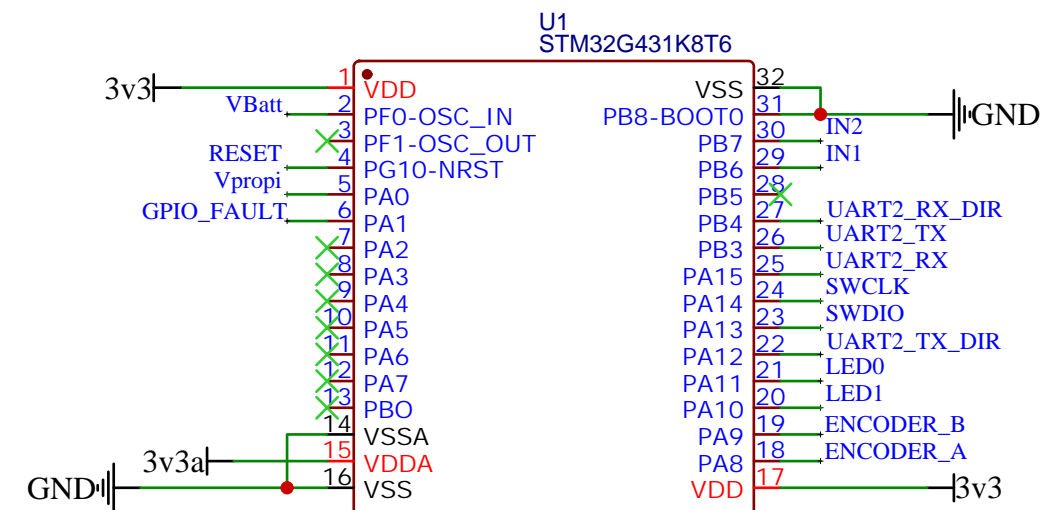 U1
STM32G431K8T6
3v3 1 VDD VSS 32
VBatt 2 PF0-OSC_IN PB8-BOOT0 31 GND
3 PF1-OSC_OUT PB7 30 IN2
RESET 4 PG10-NRST PB6 29 IN1
Vpropi 5 PA0 PB5 28
GPIO_FAULT 6 PA1 PB4 27 UART2_RX_DIR
7 PA2 PB3 26 UART2_TX
8 PA3 PA15 25 UART2_RX
9 PA4 PA14 24 SWCLK
10 PA5 PA13 23 SWDIO
11 PA6 PA12 22 UART2_TX_DIR
12 PA7 PA11 21 LED0
13 PBO PA10 20 LED1
14 VSSA PA9 19 ENCODER_B
3v3a 15 VDDA PA8 18 ENCODER_A
GND 16 VSS VDD 17 3v3